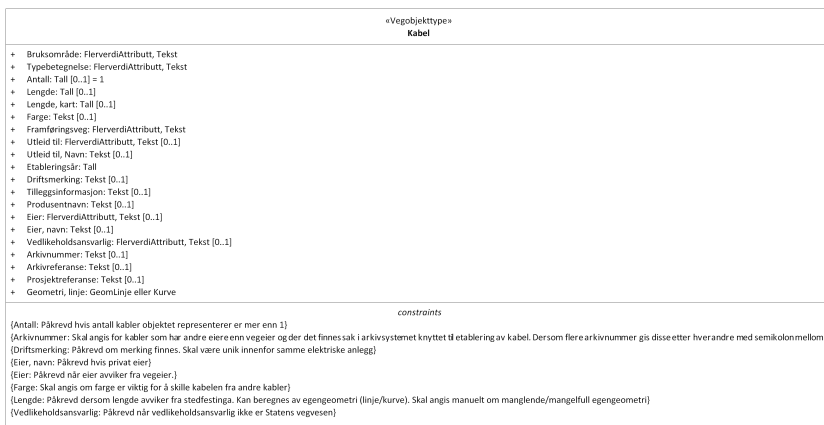 «Vegobjekttype»
Kabel
+ Bruksområde: FlerverdiAttributt, Tekst
+ Typebetegnelse: FlerverdiAttributt, Tekst
+ Antall: Tall [0..1] = 1
+ Lengde: Tall [0..1]
+ Lengde, kart: Tall [0..1]
+ Farge: Tekst [0..1]
+ Framføringsveg: FlerverdiAttributt, Tekst
+ Utleid til: FlerverdiAttributt, Tekst [0..1]
+ Utleid til, Navn: Tekst [0..1]
+ Etableringsår: Tall
+ Driftsmerking: Tekst [0..1]
+ Tilleggsinformasjon: Tekst [0..1]
+ Produsentnavn: Tekst [0..1]
+ Eier: FlerverdiAttributt, Tekst [0..1]
+ Eier, navn: Tekst [0..1]
+ Vedlikeholdsansvarlig: FlerverdiAttributt, Tekst [0..1]
+ Arkivnummer: Tekst [0..1]
+ Arkivreferanse: Tekst [0..1]
+ Prosjektreferanse: Tekst [0..1]
+ Geometri, linje: GeomLinje eller Kurve
constraints
{Antall: Påkrevd hvis antall kabler objektet representerer er mer enn 1}
{Arkivnummer: Skal angis for kabler som har andre eiere enn vegeier og der det finnes sak i arkivsystemet knyttet til etablering av kabel. Dersom flere arkivnummer gis disse etter hverandre med semikolon mellom
{Driftsmerking: Påkrevd om merking finnes. Skal være unik innenfor samme elektriske anlegg}
{Eier, navn: Påkrevd hvis privat eier}
{Eier: Påkrevd når eier avviker fra vegeier.}
{Farge: Skal angis om farge er viktig for å skille kabelen fra andre kabler}
{Lengde: Påkrevd dersom lengde avviker fra stedfestinga. Kan beregnes av egengeometri (linje/kurve). Skal angis manuelt om manglende/mangelfull egengeometri}
{Vedlikeholdsansvarlig: Påkrevd når vedlikeholdsansvarlig ikke er Statens vegvesen}